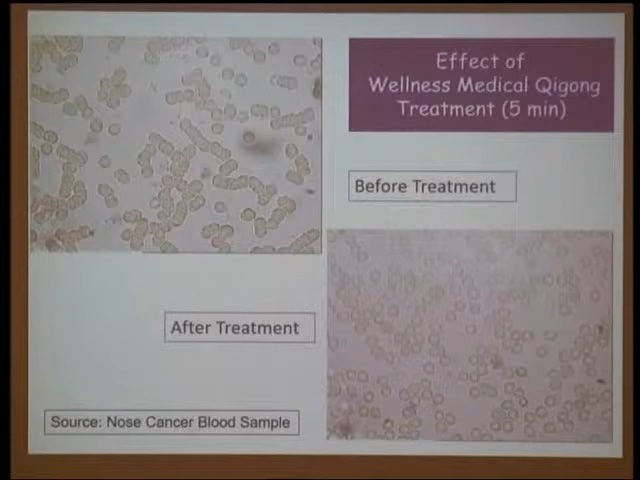 Effect of
Wellness Medical Qigong
Treatment (5 min)
Before Treatment
After Treatment
Source: Nose Cancer Blood Sample